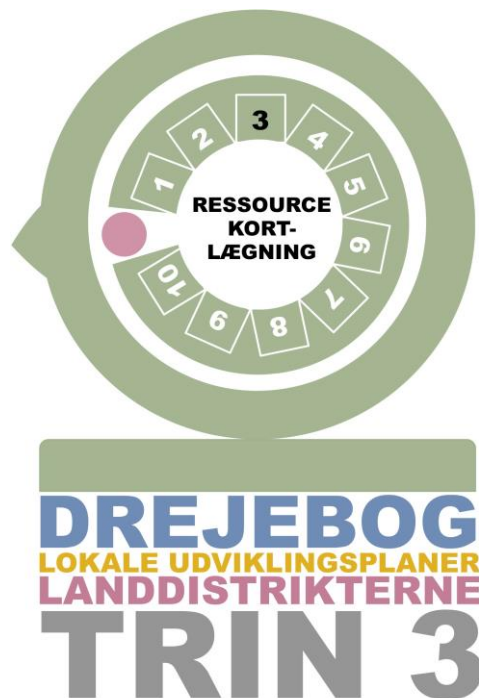 1
2
3
4
5
6
7
8
9
10
RESSOURCE
KORT-
LÆGNING
DREJEBOG
LOKALE UDVIKLINGSPLANER
LANDDISTRIKTERNE
TRIN 3